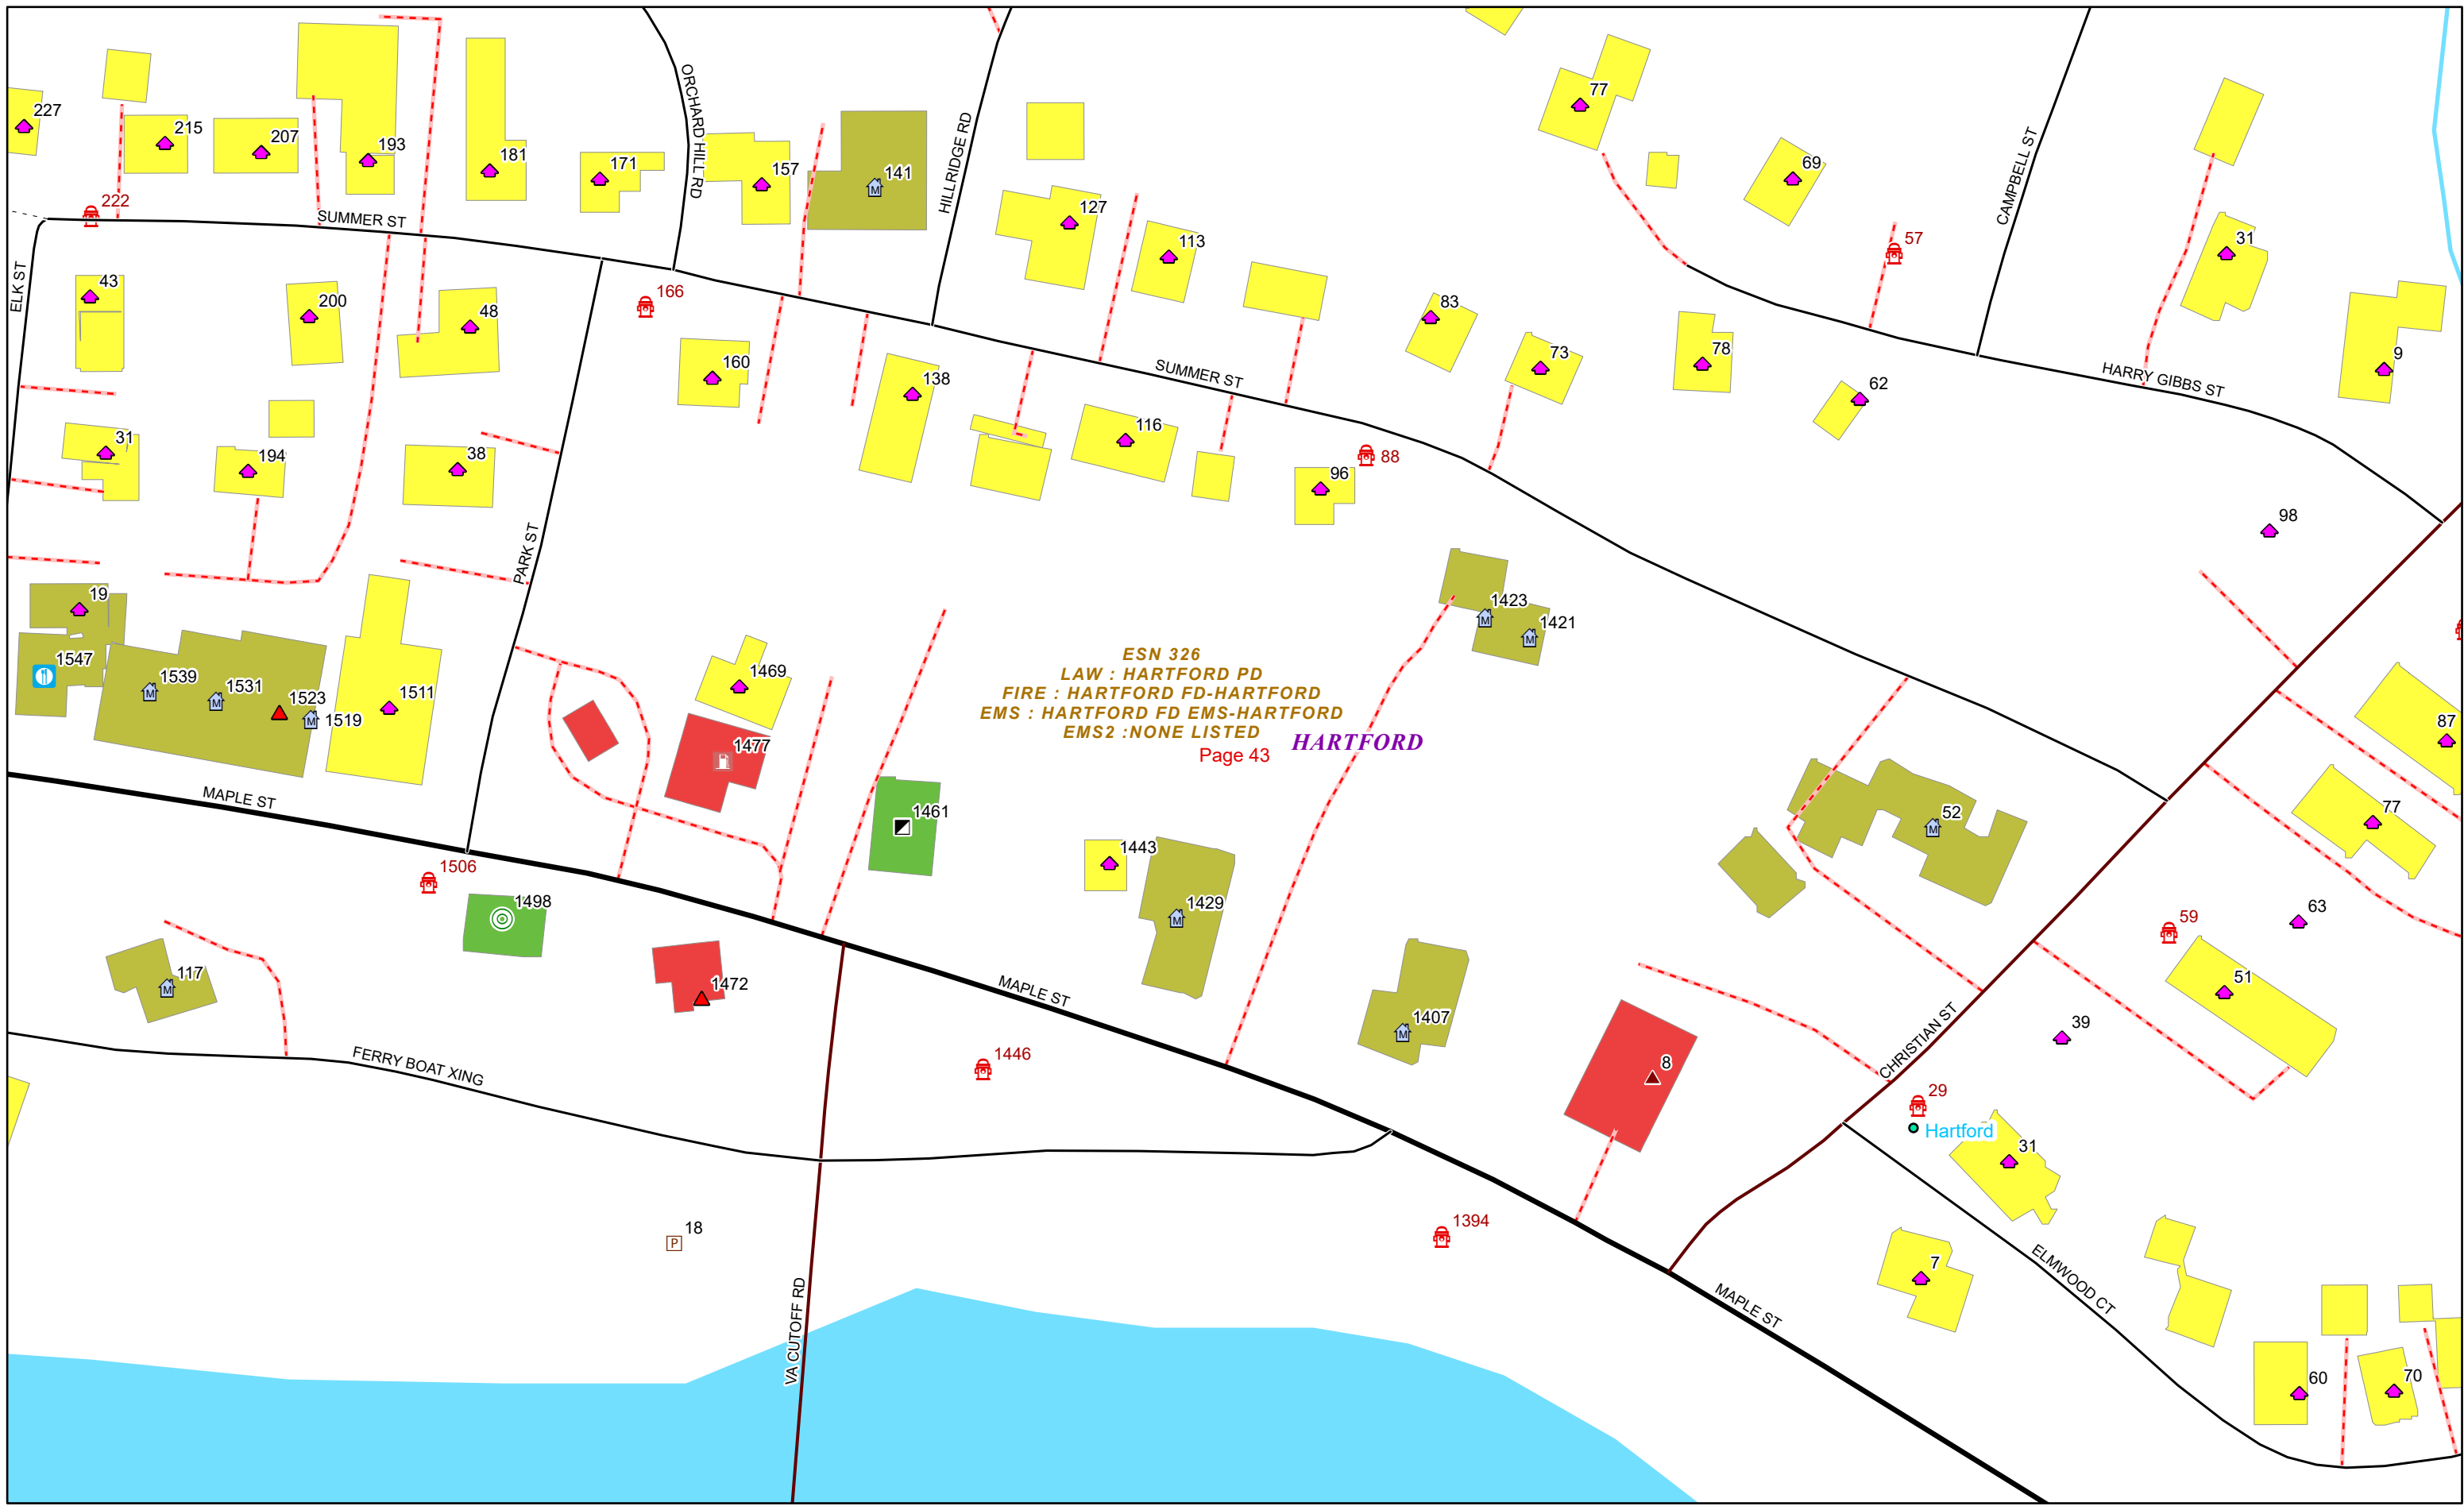 227
215
207
193
181
171
ORCHARD HILL RD
157
141
HILLRIDGE RD
127
113
77
69
57
CAMPBELL ST
31
9
222
SUMMER ST
ELK ST
43
200
48
166
160
138
SUMMER ST
116
83
73
78
62
HARRY GIBBS ST
31
194
38
PARK ST
96
88
98
19
1547
1539
1531
1523
1519
1511
1469
1477
1461
1423
1421
ESN 326
LAW : HARTFORD PD
FIRE : HARTFORD FD-HARTFORD
EMS : HARTFORD FD EMS-HARTFORD
EMS2 :NONE LISTED
Page 43
HARTFORD
87
77
52
MAPLE ST
1506
1498
1443
1429
63
59
51
39
117
1472
MAPLE ST
1407
8
CHRISTIAN ST
FERRY BOAT XING
1446
29
Hartford
31
P
18
1394
7
ELMWOOD CT
VA CUTOFF RD
MAPLE ST
60
70
M
M
M
M
M
M
M
M
M
M